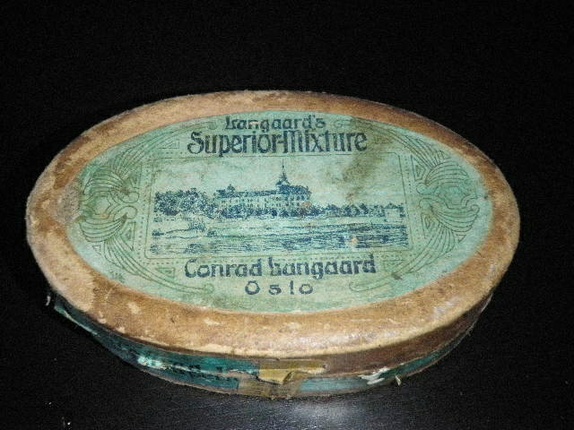 Langaard's
Superior-Mixture
Conrad Langaard
Oslo